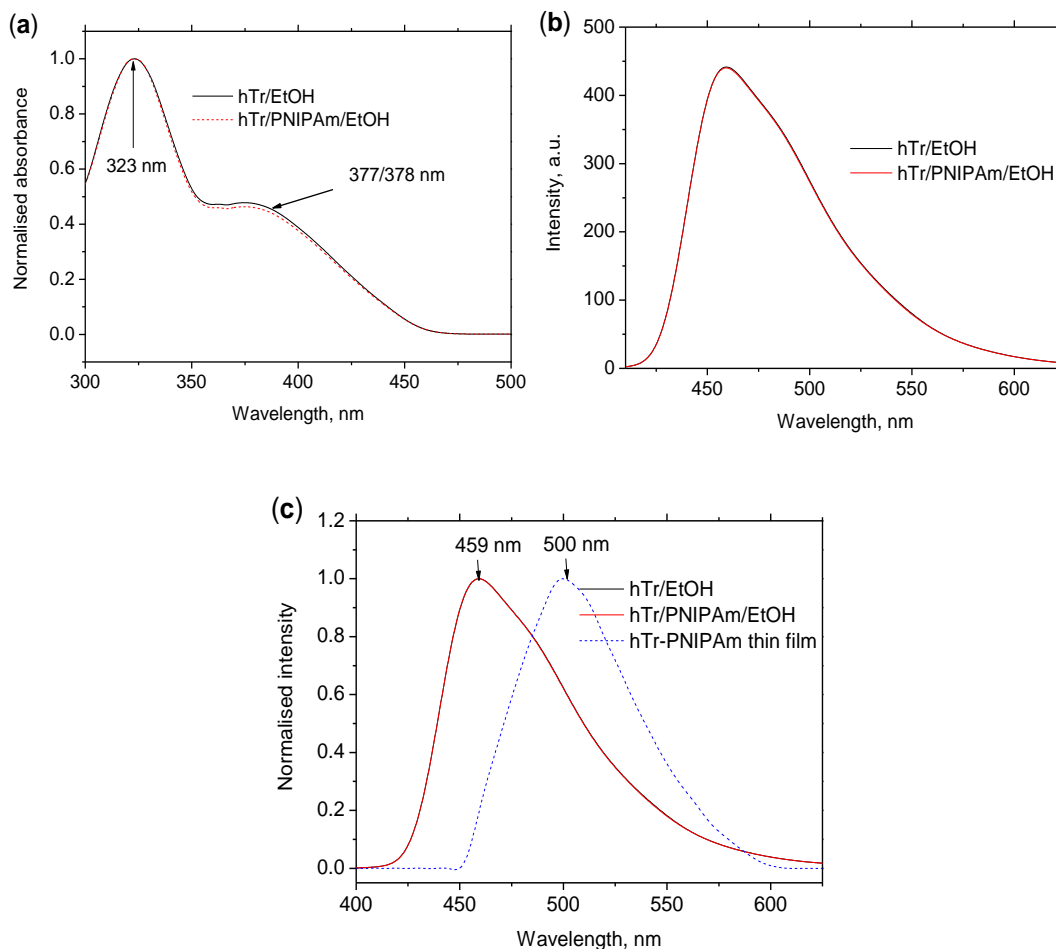 (a)
1.0
0.8
0.6
0.4
0.2
0.0
Normalised absorbance
hTr/EtOH
hTr/PNIPAm/EtOH
323 nm
377/378 nm
300 350 400 450 500
Wavelength, nm
(b)
500
400
300
200
100
0
Intensity, a.u.
hTr/EtOH
hTr/PNIPAm/EtOH
450 500 550 600
Wavelength, nm
(c)
1.2
1.0
0.8
0.6
0.4
0.2
0.0
Normalised intensity
459 nm 500 nm
hTr/EtOH
hTr/PNIPAm/EtOH
hTr-PNIPAm thin film
400 450 500 550 600
Wavelength, nm